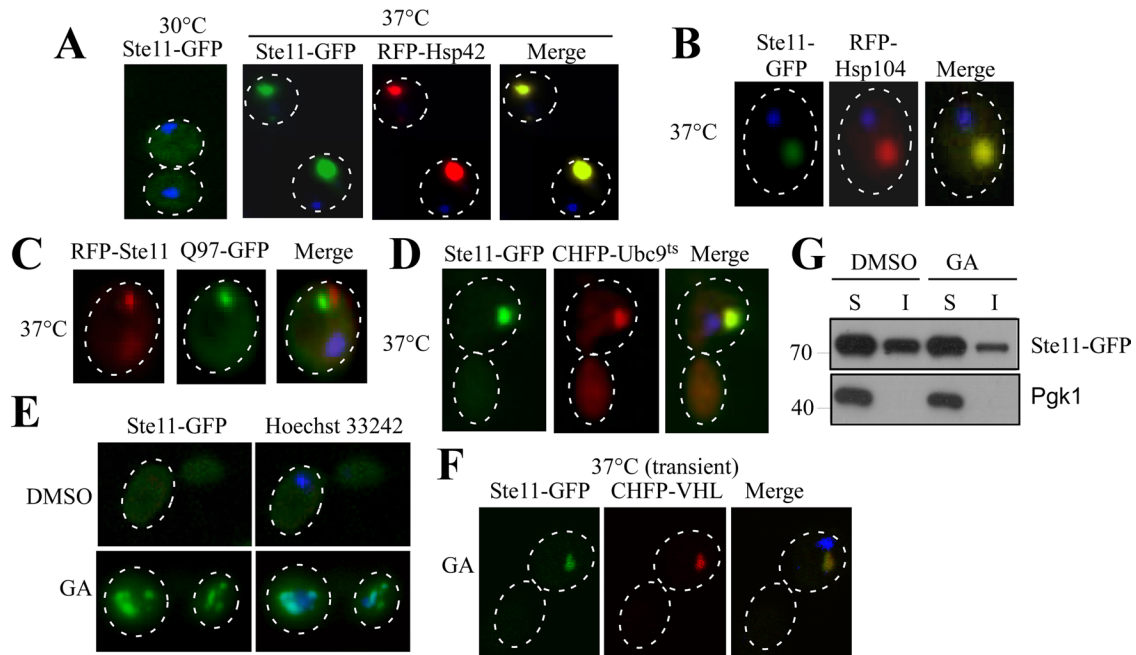 A
30°C
Ste11-GFP
37°C
Ste11-GFP RFP-Hsp42 Merge
B
Ste11-
GFP
RFP-
Hsp104
Merge
37°C
C
RFP-Ste11 Q97-GFP Merge
37°C
D
Ste11-GFP CHFP-Ubc9ts Merge
37°C
G
DMSO GA
S I S I
70
Ste11-GFP
40
Pgk1
E
Ste11-GFP Hoechst 33242
DMSO
GA
F
37°C (transient)
Ste11-GFP CHFP-VHL Merge
GA